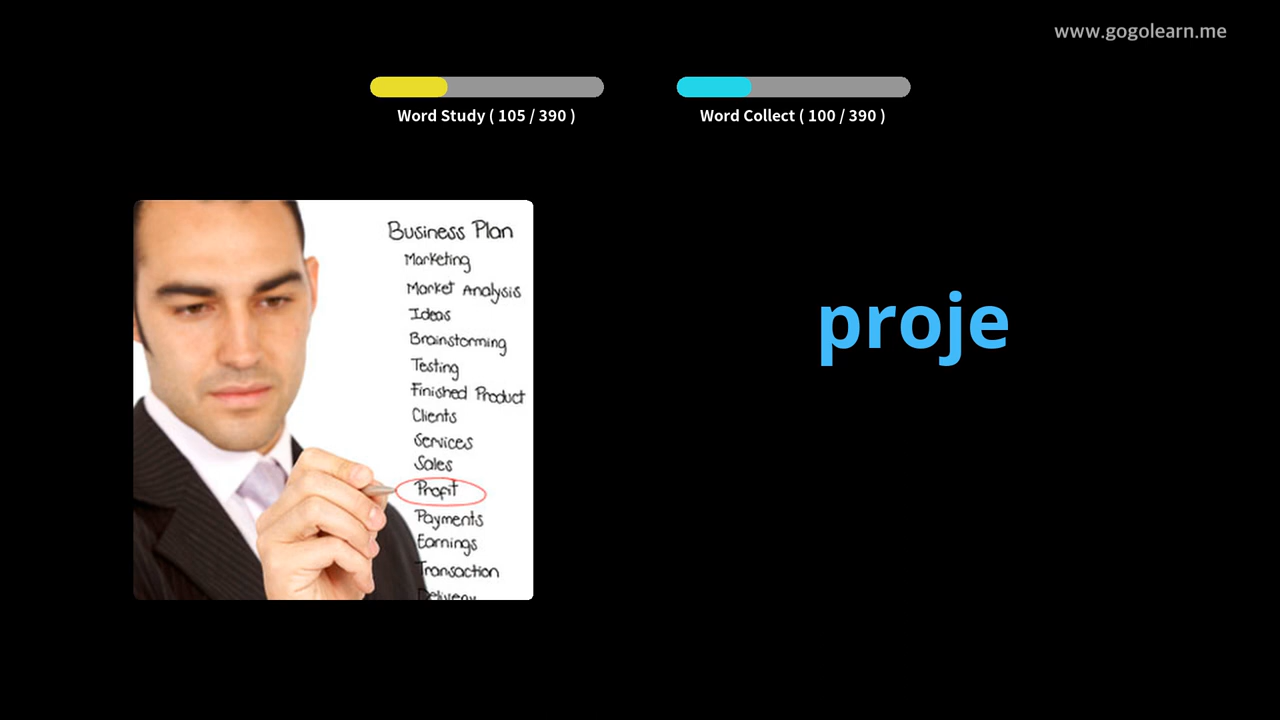 www.gogolearn.me
Word Study ( 105 / 390 )
Word Collect ( 100 / 390 )
Business Plan
Marketing
Market Analysis
Ideas
Brainstorming
Testing
Finished Product
Clients
Services
Sales
Profit
Payments
Earnings
Transaction
Delivery
proje